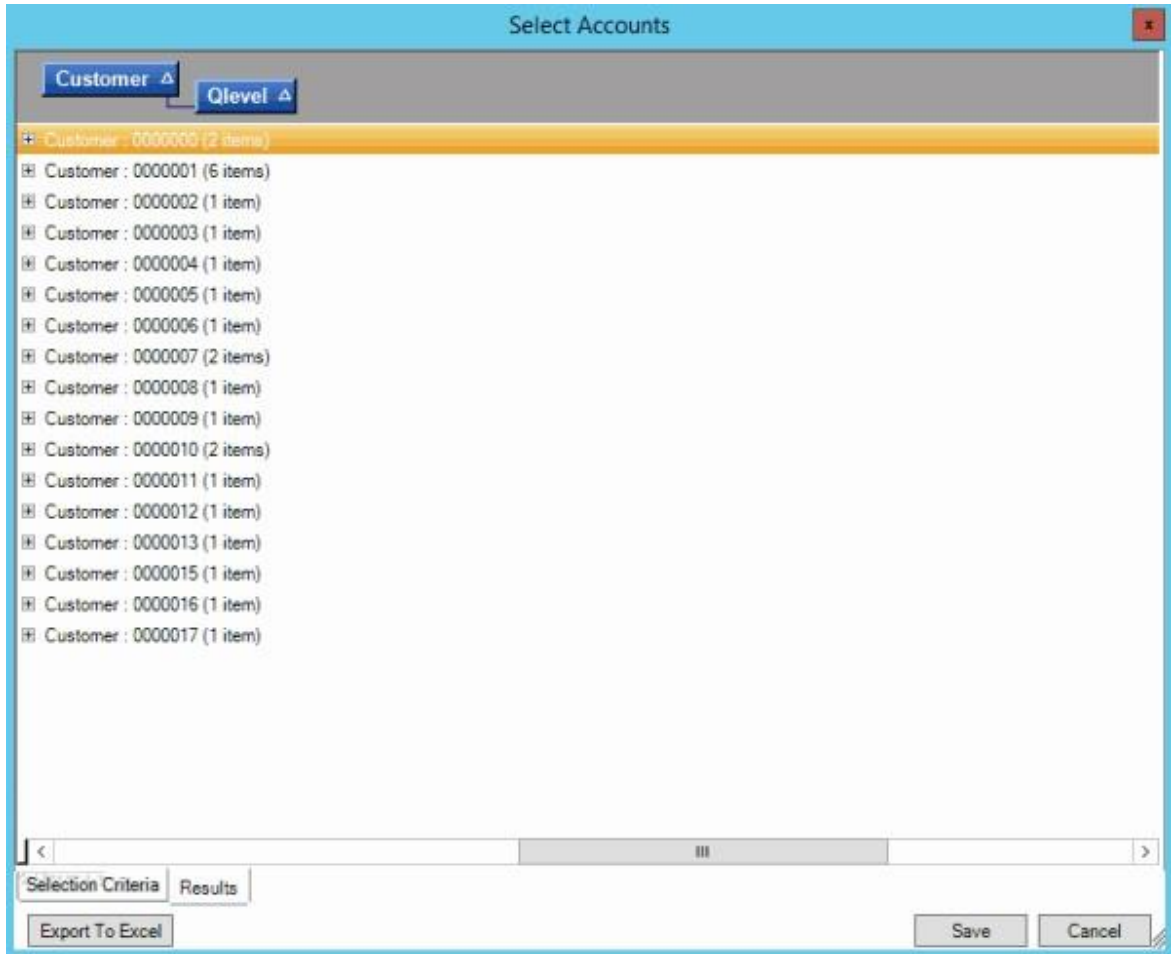 Select Accounts
x
Customer
Qlevel
Customer : 0000000 (2 items)
Customer : 0000001 (6 items)
Customer : 0000002 (1 item)
Customer : 0000003 (1 item)
Customer : 0000004 (1 item)
Customer : 0000005 (1 item)
Customer : 0000006 (1 item)
Customer : 0000007 (2 items)
Customer : 0000008 (1 item)
Customer : 0000009 (1 item)
Customer : 0000010 (2 items)
Customer : 0000011 (1 item)
Customer : 0000012 (1 item)
Customer : 0000013 (1 item)
Customer : 0000015 (1 item)
Customer : 0000016 (1 item)
Customer : 0000017 (1 item)
Selection Criteria Results
Export To Excel Save Cancel